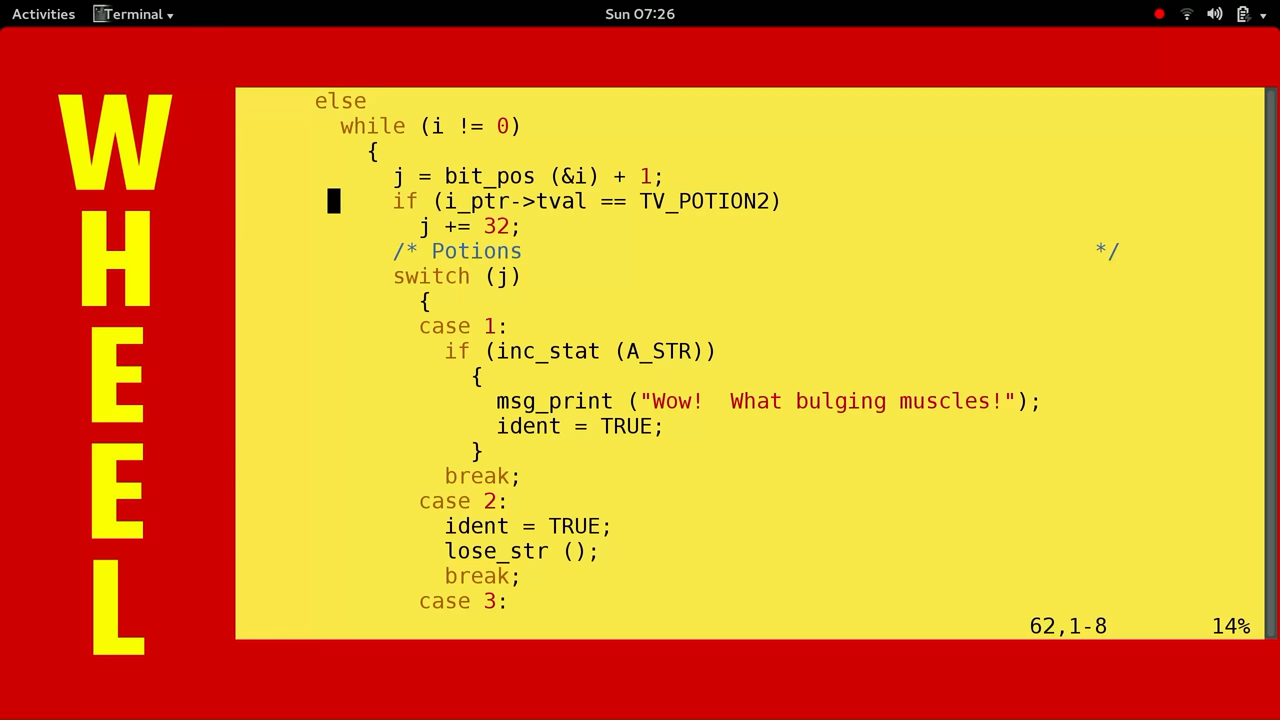 Activities Terminal Sun 07:26
WHEEL
else
while (i != 0)
{
j = bit_pos (&i) + 1;
if (i_ptr->tval == TV_POTION2)
j += 32;
/* Potions */
switch (j)
{
case 1:
if (inc_stat (A_STR))
{
msg_print ("Wow!  What bulging muscles!");
ident = TRUE;
}
break;
case 2:
ident = TRUE;
lose_str ();
break;
case 3:
62,1-8 14%